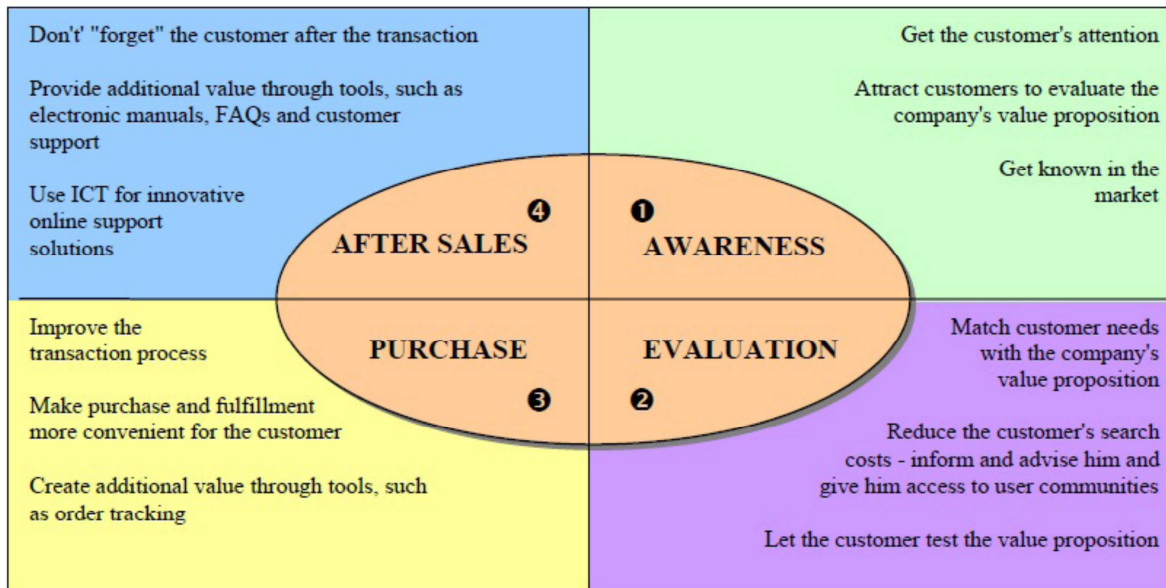 Don't' "forget" the customer after the transaction
Provide additional value through tools, such as
electronic manuals, FAQs and customer
support
Use ICT for innovative
online support
solutions
Get the customer's attention
Attract customers to evaluate the
company's value proposition
Get known in the
market
❹
AFTER SALES
❶
AWARENESS
PURCHASE
❸
EVALUATION
❷
Improve the
transaction process
Make purchase and fulfillment
more convenient for the customer
Create additional value through tools, such
as order tracking
Match customer needs
with the company's
value proposition
Reduce the customer's search
costs - inform and advise him and
give him access to user communities
Let the customer test the value proposition